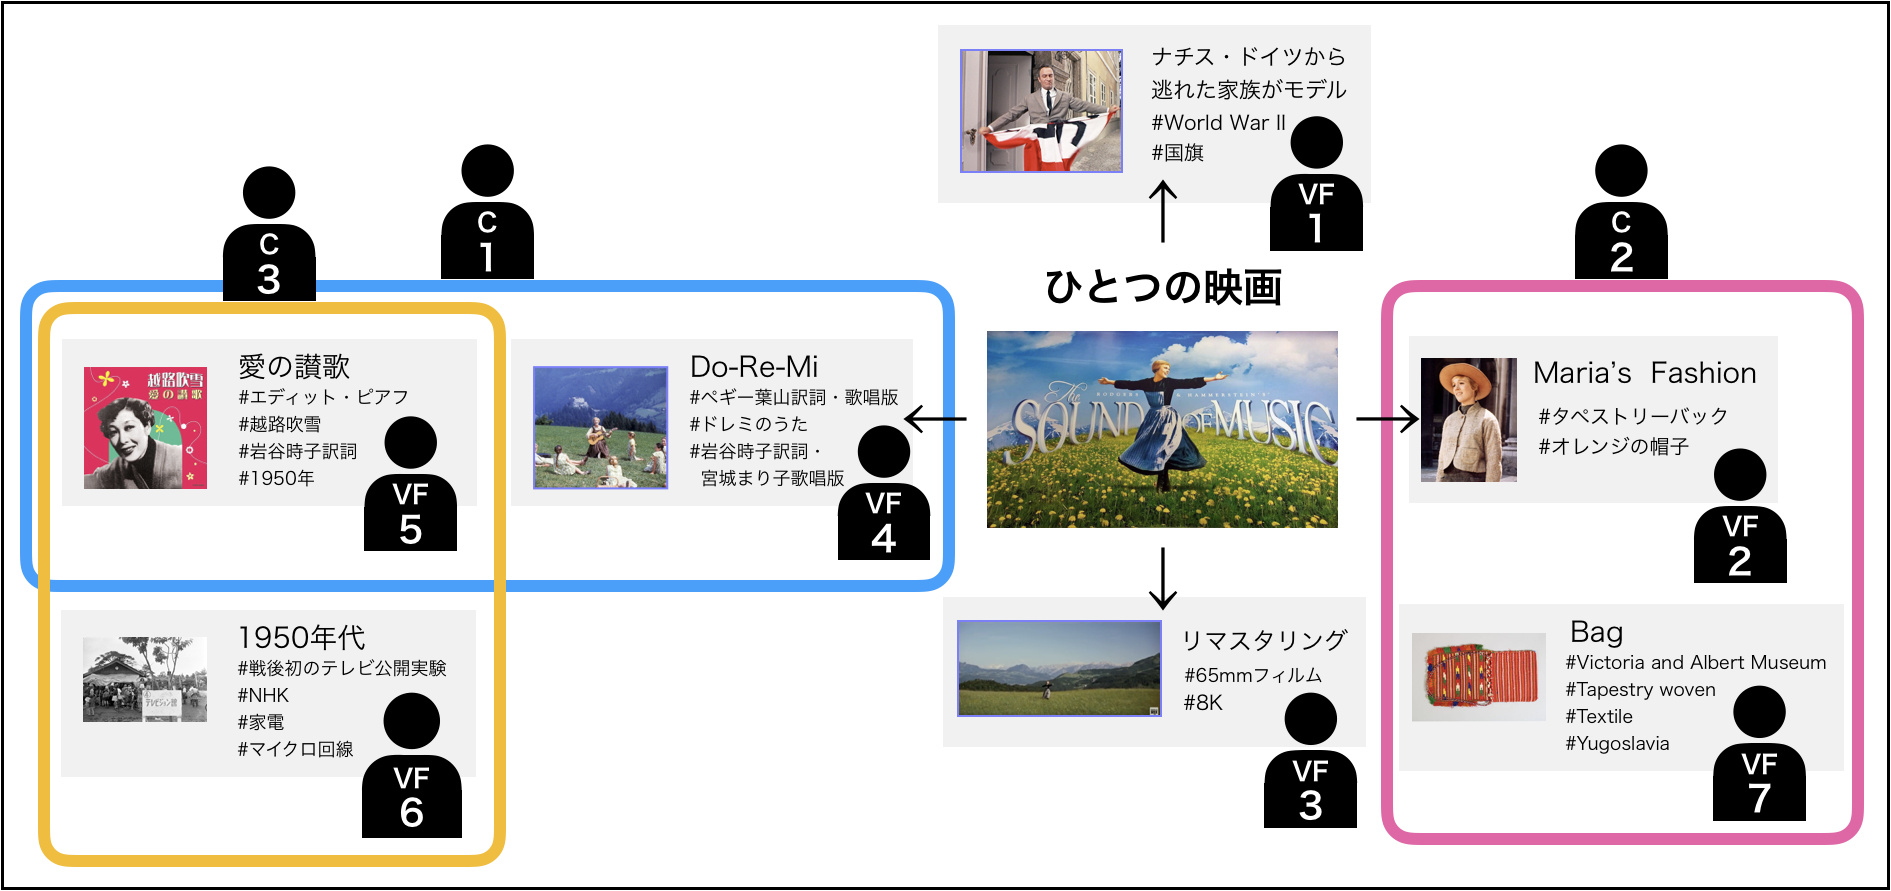 ナチス・ドイツから
逃れた家族がモデル
#World War II
#国旗
VF
1
C
3
C
1
C
2
ひとつの映画
愛の讃歌
#エディット・ピアフ
#越路吹雪
#岩谷時子訳詞
#1950年
越路吹雪
愛の讃歌
VF
5
Do-Re-Mi
#ペギー葉山訳詞・歌唱版
#ドレミのうた
#岩谷時子訳詞・
宮城まり子歌唱版
VF
4
RODGERS & HAMMERSTEIN'S
The
SOUND OF MUSIC
Maria's Fashion
#タペストリーバック
#オレンジの帽子
VF
2
1950年代
#戦後初のテレビ公開実験
#NHK
#家電
#マイクロ回線
テレビジョン館
VF
6
リマスタリング
#65mmフィルム
#8K
VF
3
Bag
#Victoria and Albert Museum
#Tapestry woven
#Textile
#Yugoslavia
VF
7